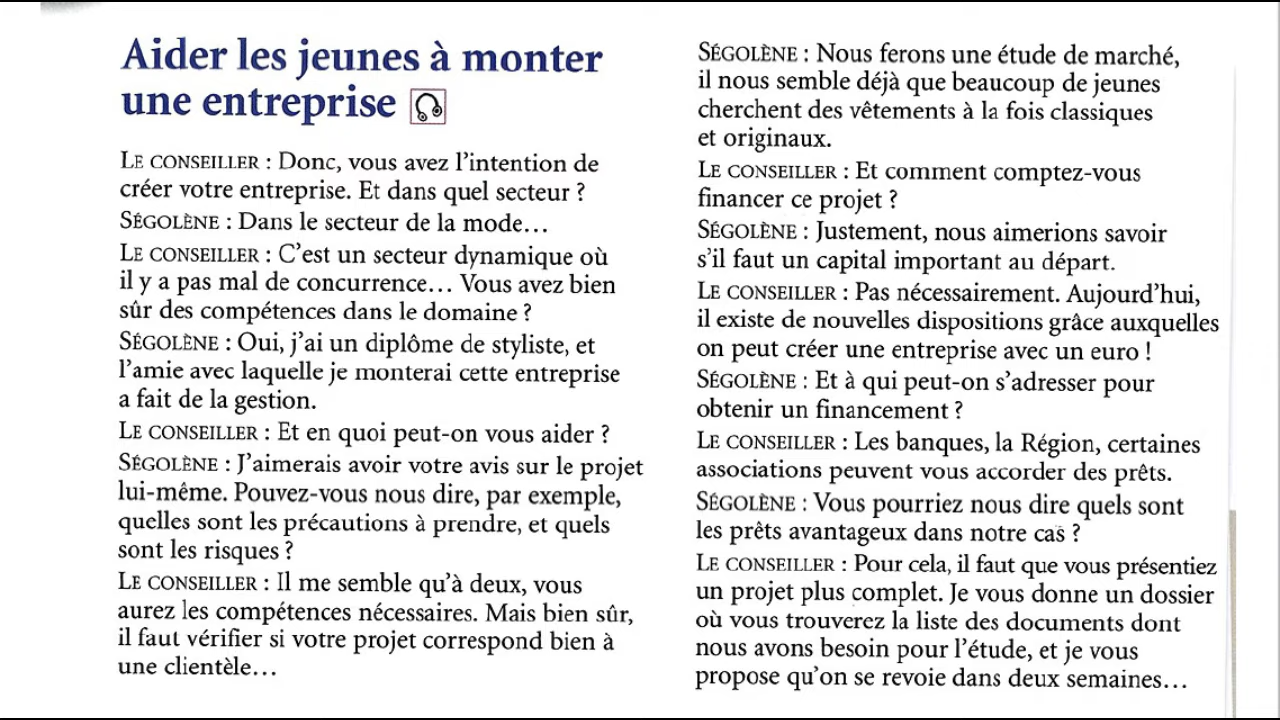 Aider les jeunes à monter
une entreprise
LE CONSEILLER : Donc, vous avez l'intention de
créer votre entreprise. Et dans quel secteur ?
SÉGOLÈNE : Dans le secteur de la mode…
LE CONSEILLER : C'est un secteur dynamique où
il y a pas mal de concurrence… Vous avez bien
sûr des compétences dans le domaine ?
SÉGOLÈNE : Oui, j'ai un diplôme de styliste, et
l'amie avec laquelle je monterai cette entreprise
a fait de la gestion.
LE CONSEILLER : Et en quoi peut-on vous aider ?
SÉGOLÈNE : J'aimerais avoir votre avis sur le projet
lui-même. Pouvez-vous nous dire, par exemple,
quelles sont les précautions à prendre, et quels
sont les risques ?
LE CONSEILLER : Il me semble qu'à deux, vous
aurez les compétences nécessaires. Mais bien sûr,
il faut vérifier si votre projet correspond bien à
une clientèle…
SÉGOLÈNE : Nous ferons une étude de marché,
il nous semble déjà que beaucoup de jeunes
cherchent des vêtements à la fois classiques
et originaux.
LE CONSEILLER : Et comment comptez-vous
financer ce projet ?
SÉGOLÈNE : Justement, nous aimerions savoir
s'il faut un capital important au départ.
LE CONSEILLER : Pas nécessairement. Aujourd'hui,
il existe de nouvelles dispositions grâce auxquelles
on peut créer une entreprise avec un euro !
SÉGOLÈNE : Et à qui peut-on s'adresser pour
obtenir un financement ?
LE CONSEILLER : Les banques, la Région, certaines
associations peuvent vous accorder des prêts.
SÉGOLÈNE : Vous pourriez nous dire quels sont
les prêts avantageux dans notre cas ?
LE CONSEILLER : Pour cela, il faut que vous présentiez
un projet plus complet. Je vous donne un dossier
où vous trouverez la liste des documents dont
nous avons besoin pour l'étude, et je vous
propose qu'on se revoie dans deux semaines…